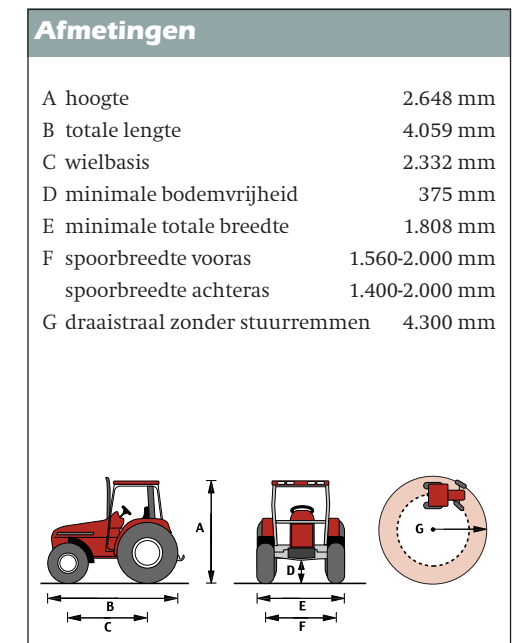 Afmetingen
A hoogte 2.648 mm
B totale lengte 4.059 mm
C wielbasis 2.332 mm
D minimale bodemvrijheid 375 mm
E minimale totale breedte 1.808 mm
F spoorbreedte vooras 1.560-2.000 mm
spoorbreedte achteras 1.400-2.000 mm
G draaistraal zonder stuurremmen 4.300 mm
A
G
D
B
E
C
F